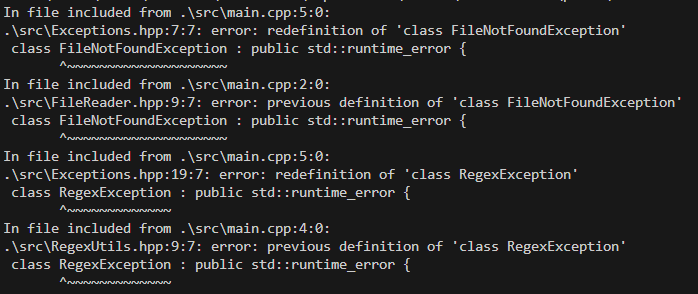 In file included from .\src\main.cpp:5:0:
.\src\Exceptions.hpp:7:7: error: redefinition of 'class FileNotFoundException'
 class FileNotFoundException : public std::runtime_error {
       ^~~~~~~~~~~~~~~~~~~~~
In file included from .\src\main.cpp:2:0:
.\src\FileReader.hpp:9:7: error: previous definition of 'class FileNotFoundException'
 class FileNotFoundException : public std::runtime_error {
       ^~~~~~~~~~~~~~~~~~~~~
In file included from .\src\main.cpp:5:0:
.\src\Exceptions.hpp:19:7: error: redefinition of 'class RegexException'
 class RegexException : public std::runtime_error {
       ^~~~~~~~~~~~~~
In file included from .\src\main.cpp:4:0:
.\src\RegexUtils.hpp:9:7: error: previous definition of 'class RegexException'
 class RegexException : public std::runtime_error {
       ^~~~~~~~~~~~~~